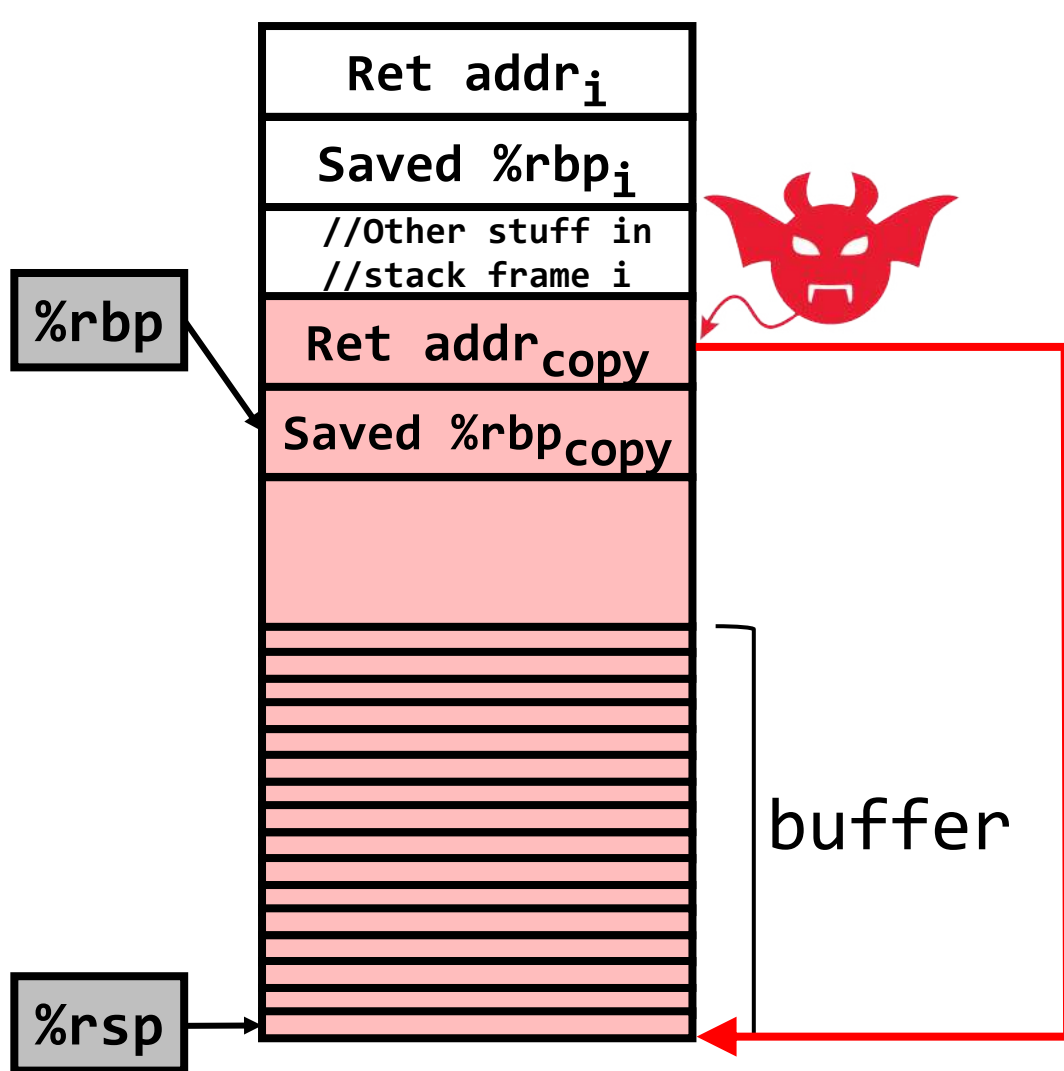 Ret addr_i
Saved %rbp_i
//Other stuff in
//stack frame i
%rbp
Ret addr_copy
Saved %rbp_copy
buffer
%rsp